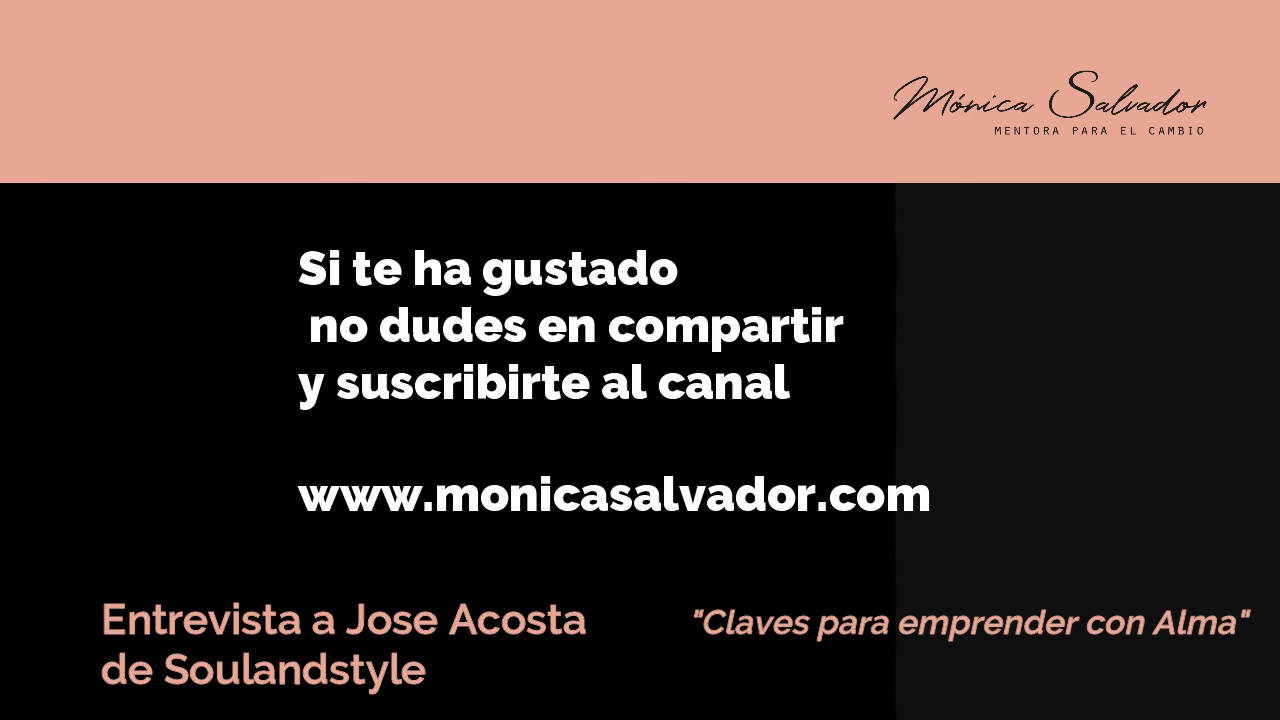 Mónica Salvador
MENTORA PARA EL CAMBIO
Si te ha gustado
no dudes en compartir
y suscribirte al canal
www.monicasalvador.com
Entrevista a Jose Acosta
de Soulandstyle
"Claves para emprender con Alma"